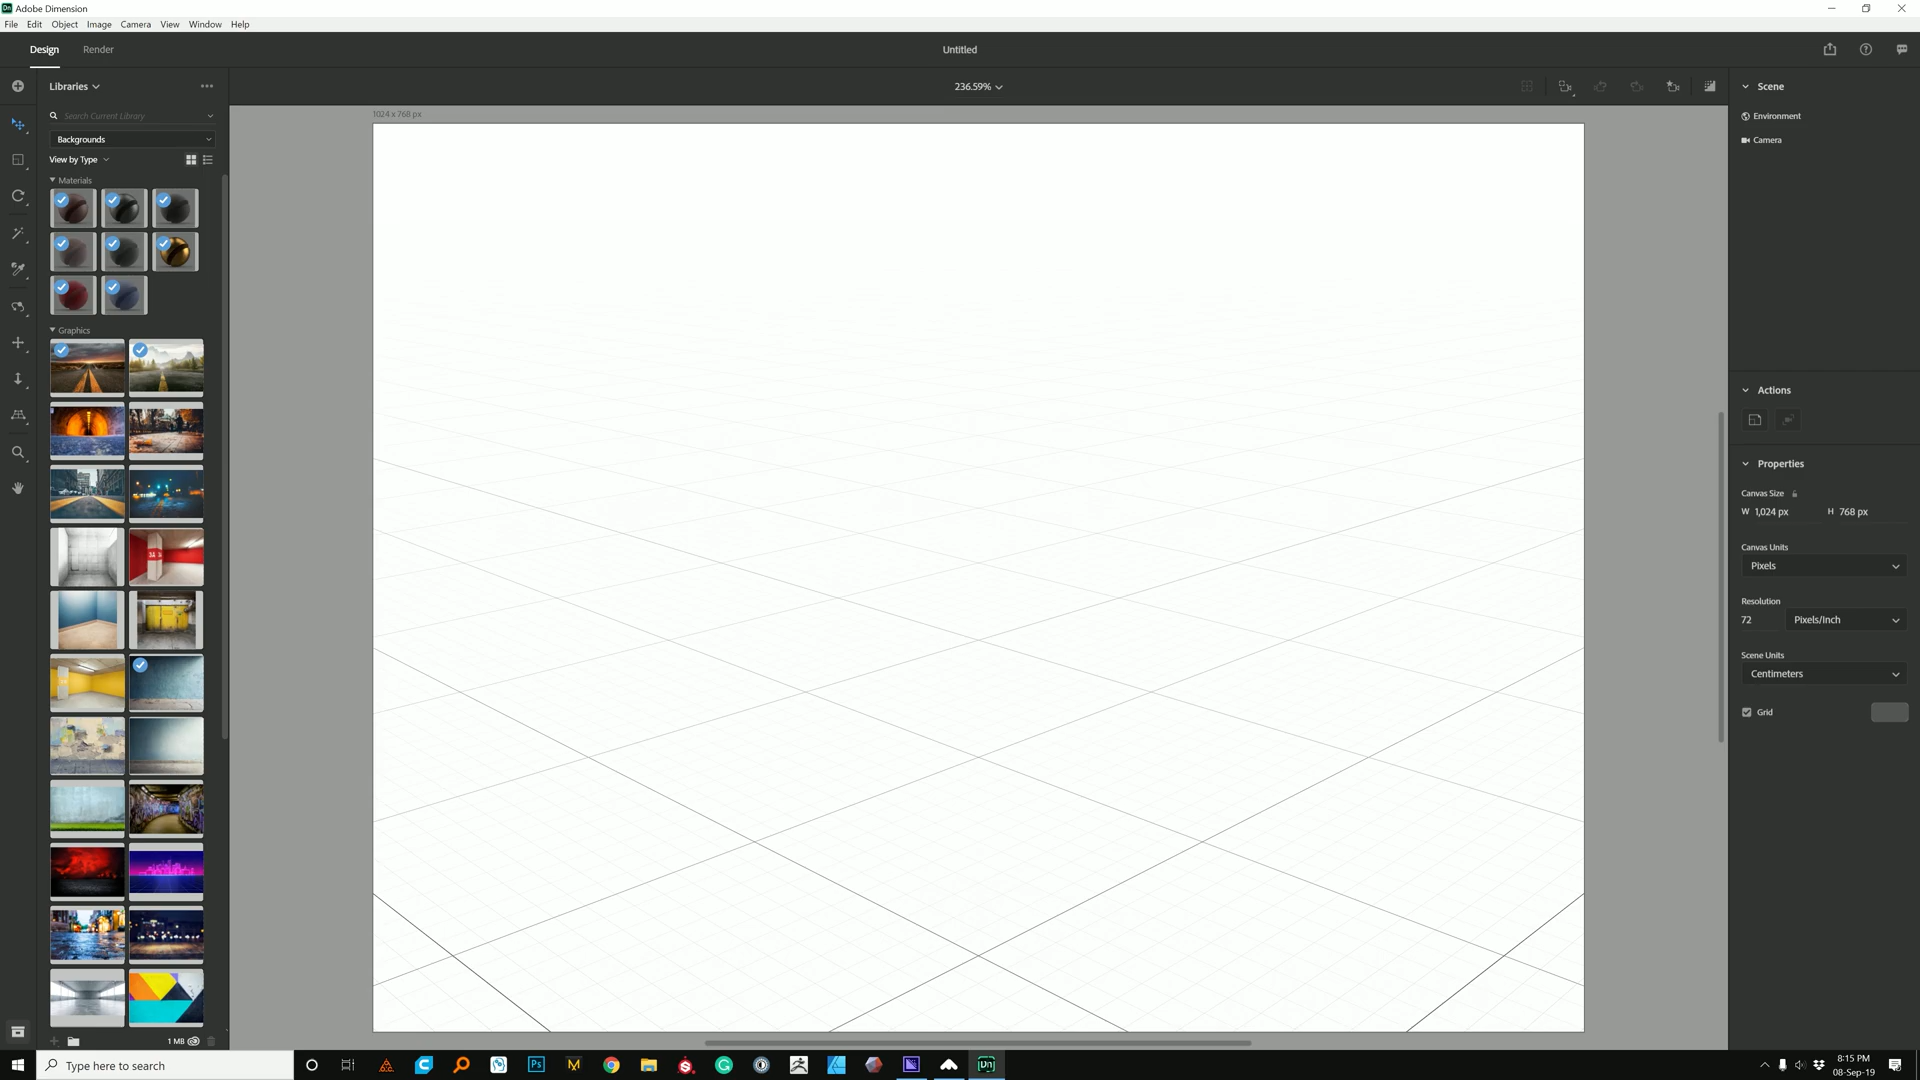 Dn Adobe Dimension
File Edit Object Image Camera View Window Help
Design Render Untitled
Libraries
236.59%
Scene
Search Current Library
1024 x 768 px
Environment
Backgrounds
Camera
View by Type
Materials
Graphics
Actions
Properties
Canvas Size
W 1,024 px H 768 px
Canvas Units
Pixels
Resolution
72 Pixels/Inch
Scene Units
Centimeters
Grid
1 MB
Type here to search
Ps
Dn
8:15 PM
08-Sep-19